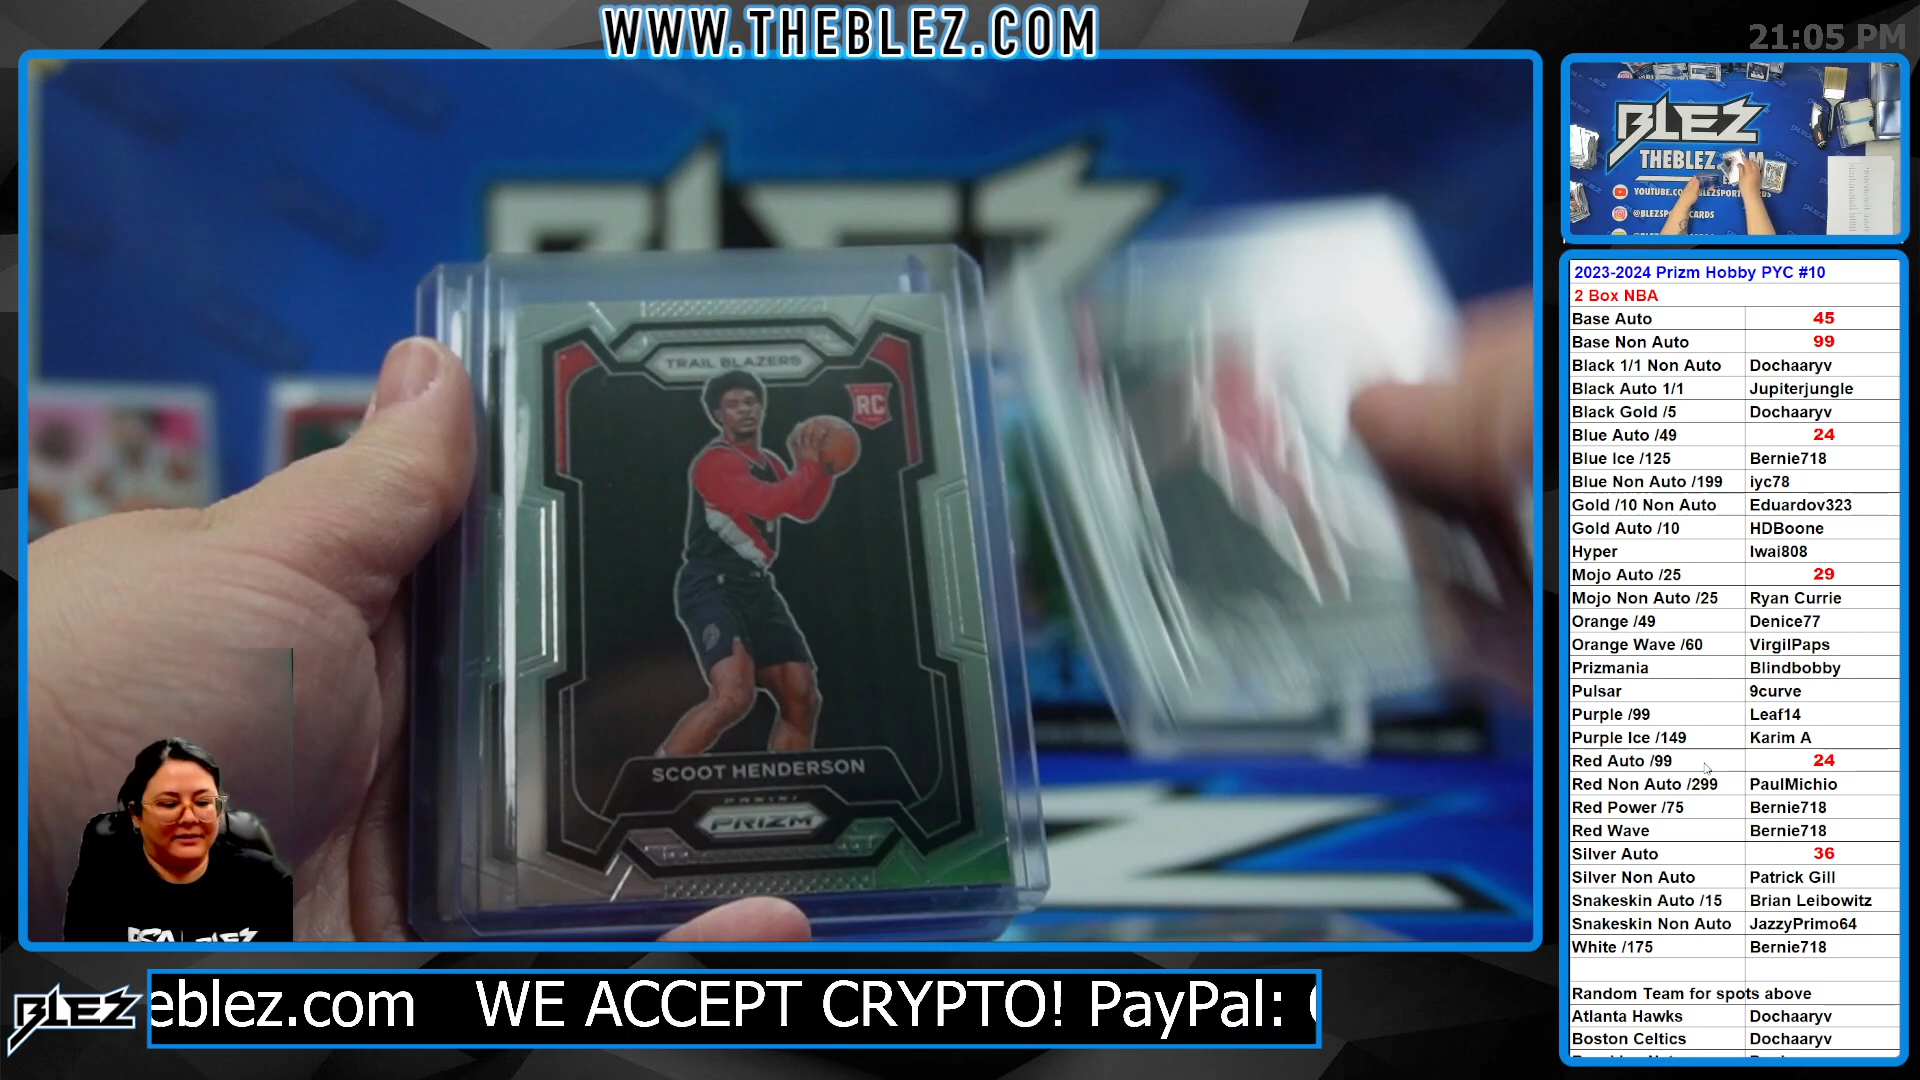 WWW.THEBLEZ.COM
21:05 PM
BLEZ
TRAIL BLAZERS
RC
SCOOT HENDERSON
PANINI
PRIZM
BLEZ
THEBLEZ
@BLEZSP CARDS
2023-2024 Prizm Hobby PYC #10
2 Box NBA
Base Auto 45
Base Non Auto 99
Black 1/1 Non Auto Dochaaryv
Black Auto 1/1 Jupiterjungle
Black Gold /5 Dochaaryv
Blue Auto /49 24
Blue Ice /125 Bernie718
Blue Non Auto /199 iyc78
Gold /10 Non Auto Eduardov323
Gold Auto /10 HDBoone
Hyper Iwai808
Mojo Auto /25 29
Mojo Non Auto /25 Ryan Currie
Orange /49 Denice77
Orange Wave /60 VirgilPaps
Prizmania Blindbobby
Pulsar 9curve
Purple /99 Leaf14
Purple Ice /149 Karim A
Red Auto /99 24
Red Non Auto /299 PaulMichio
Red Power /75 Bernie718
Red Wave Bernie718
Silver Auto 36
Silver Non Auto Patrick Gill
Snakeskin Auto /15 Brian Leibowitz
Snakeskin Non Auto JazzyPrimo64
White /175 Bernie718
Random Team for spots above
Atlanta Hawks Dochaaryv
Boston Celtics Dochaaryv
BLEZ
eblez.com WE ACCEPT CRYPTO! PayPal: